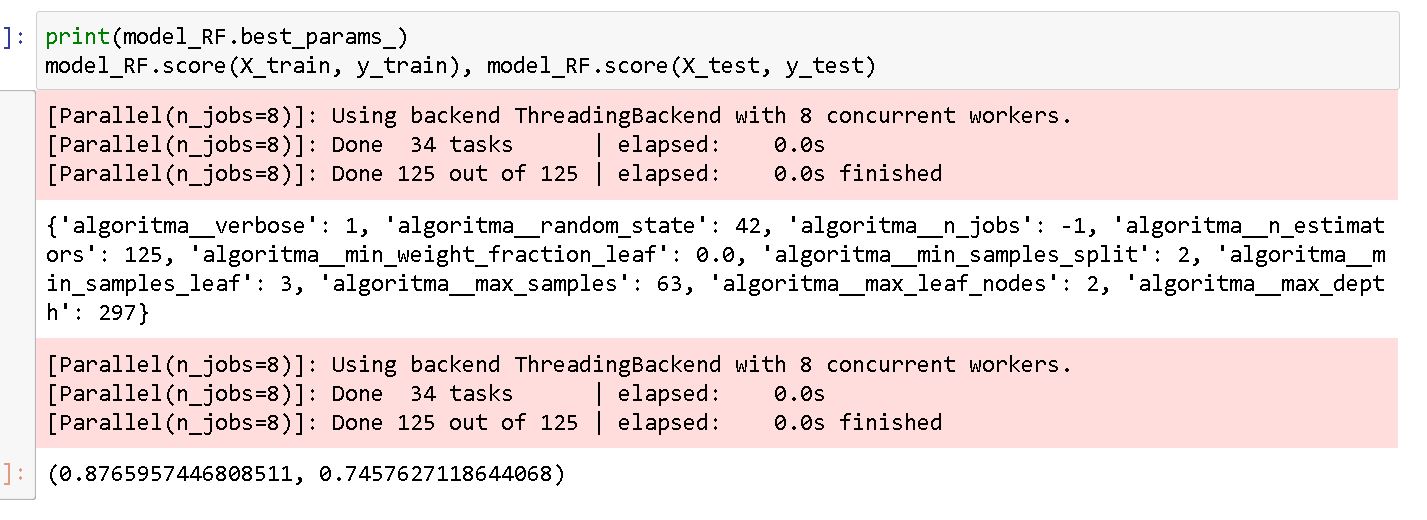 ]: print(model_RF.best_params_)
model_RF.score(X_train, y_train), model_RF.score(X_test, y_test)
[Parallel(n_jobs=8)]: Using backend ThreadingBackend with 8 concurrent workers.
[Parallel(n_jobs=8)]: Done  34 tasks      | elapsed:    0.0s
[Parallel(n_jobs=8)]: Done 125 out of 125 | elapsed:    0.0s finished
{'algoritma__verbose': 1, 'algoritma__random_state': 42, 'algoritma__n_jobs': -1, 'algoritma__n_estimat
ors': 125, 'algoritma__min_weight_fraction_leaf': 0.0, 'algoritma__min_samples_split': 2, 'algoritma__m
in_samples_leaf': 3, 'algoritma__max_samples': 63, 'algoritma__max_leaf_nodes': 2, 'algoritma__max_dept
h': 297}
[Parallel(n_jobs=8)]: Using backend ThreadingBackend with 8 concurrent workers.
[Parallel(n_jobs=8)]: Done  34 tasks      | elapsed:    0.0s
[Parallel(n_jobs=8)]: Done 125 out of 125 | elapsed:    0.0s finished
]: (0.8765957446808511, 0.7457627118644068)